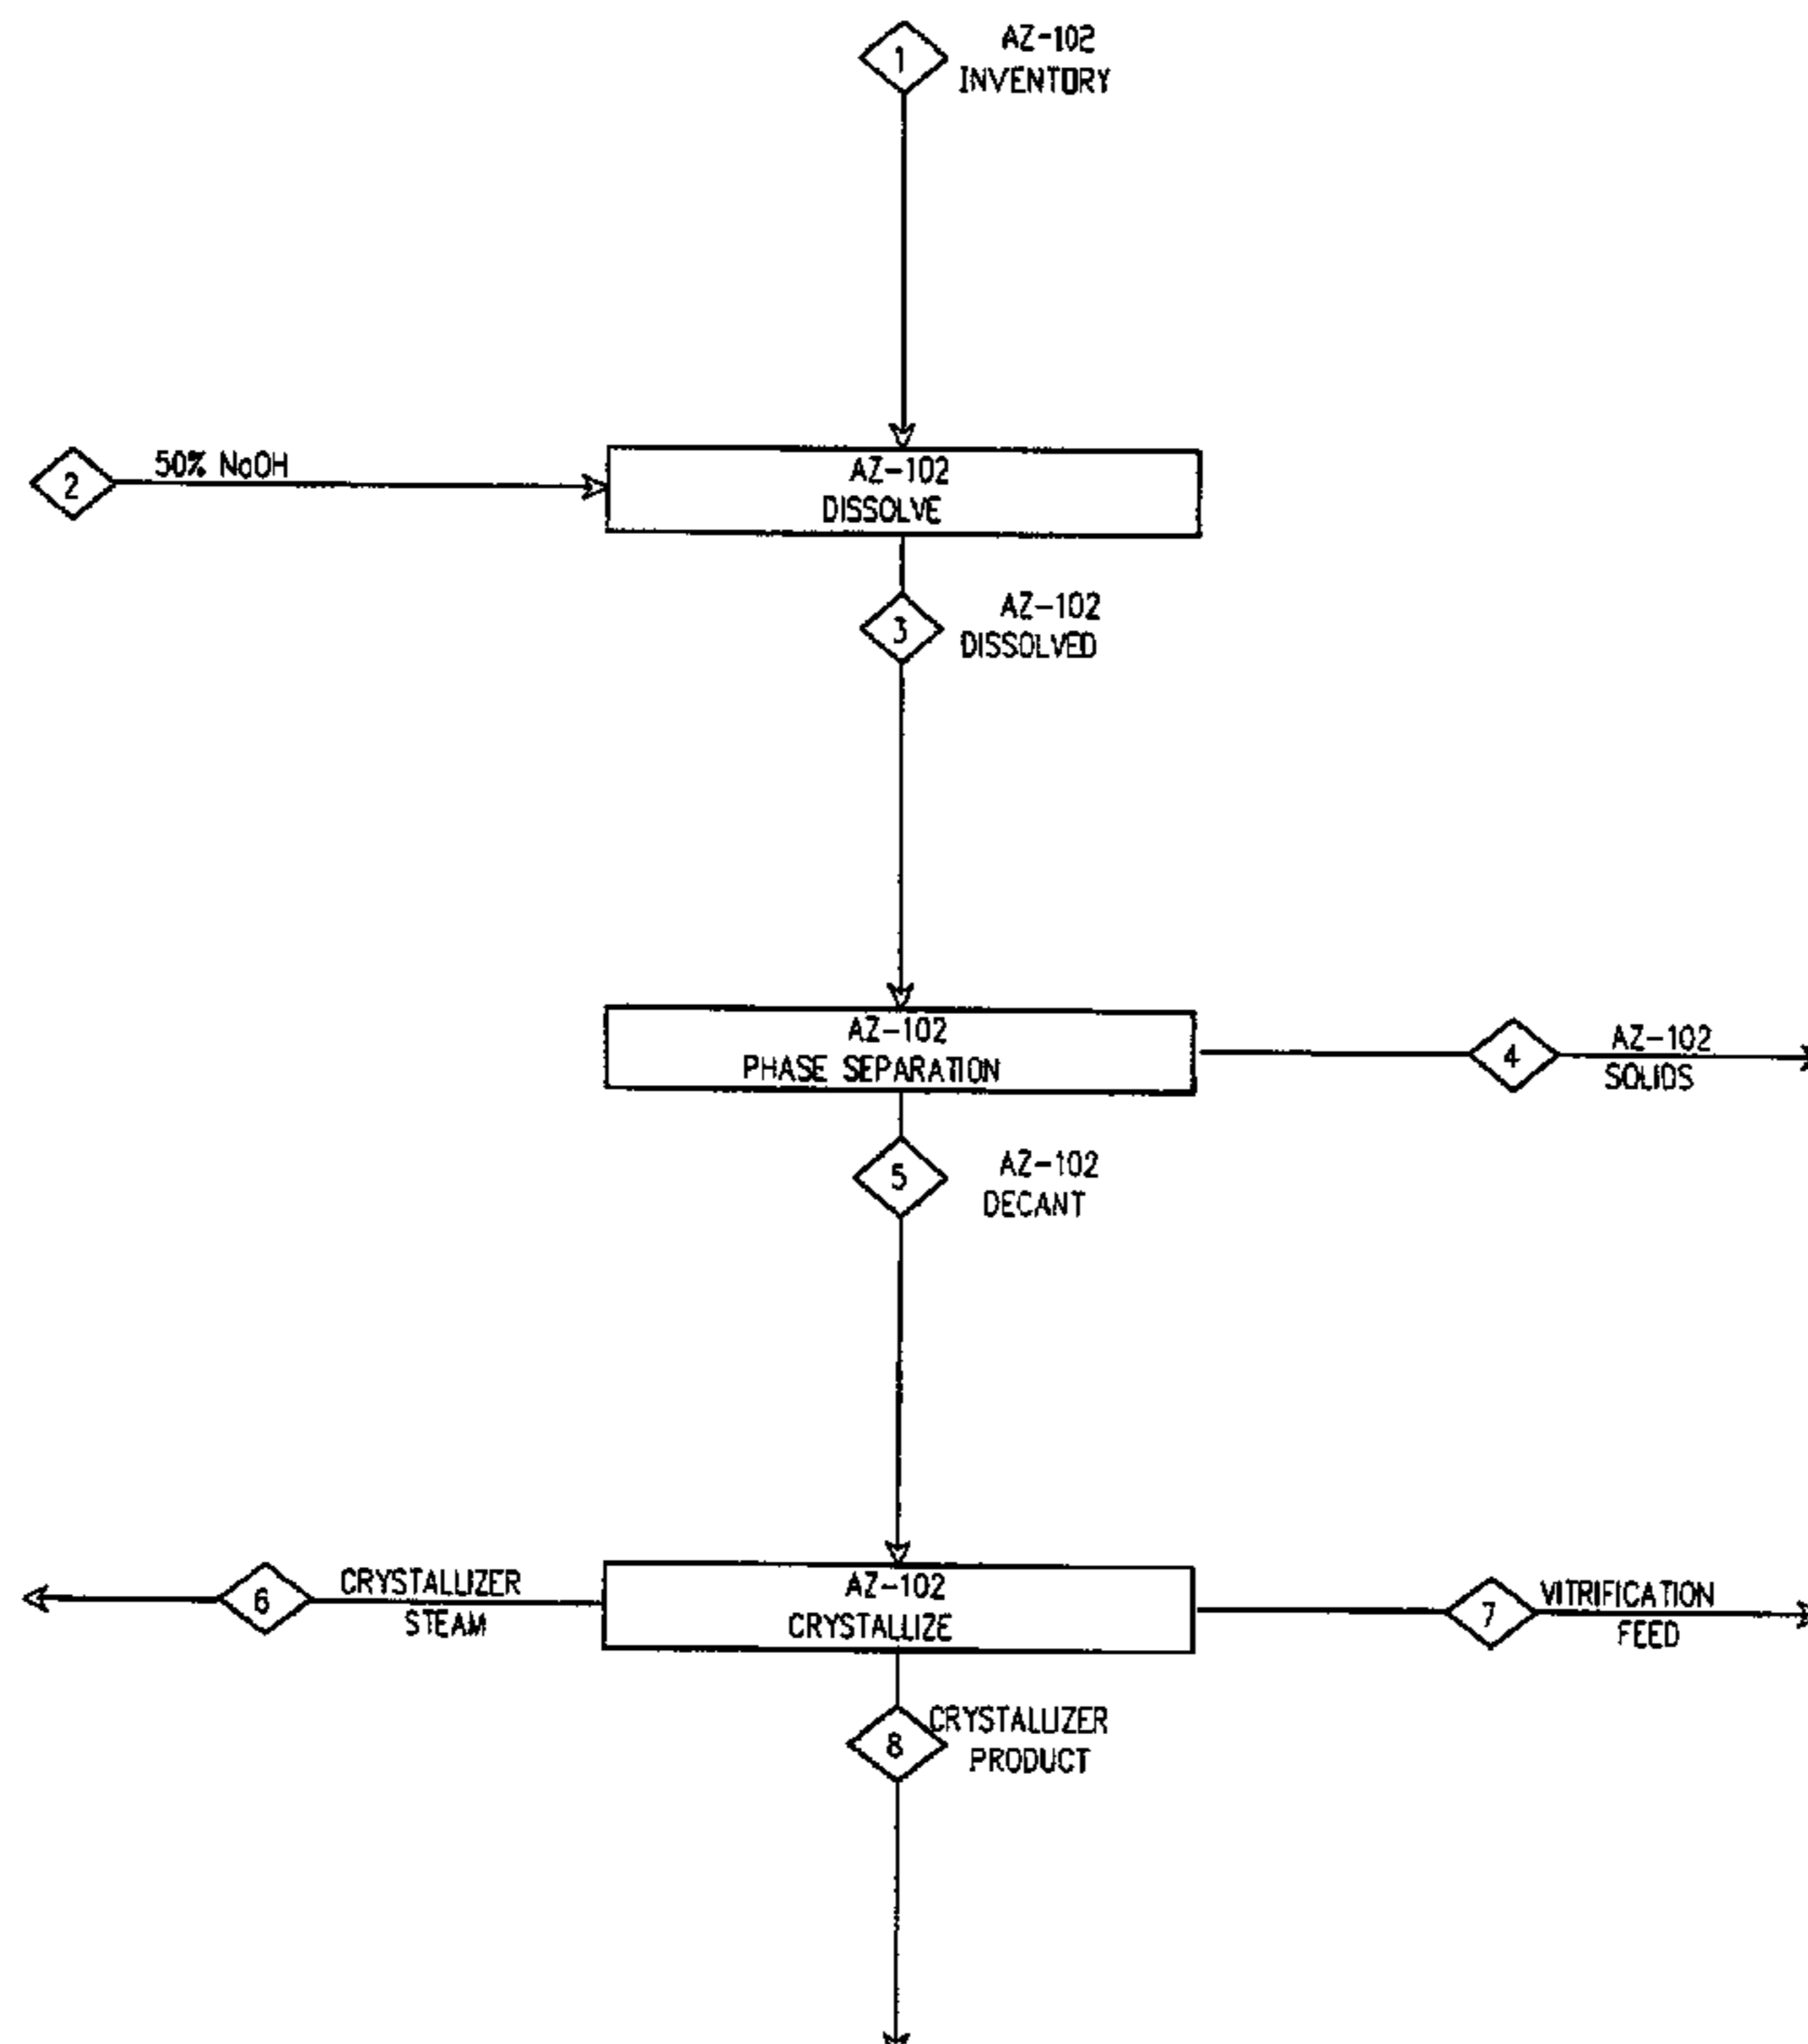 1
AZ-102
INVENTORY
2
50% NaOH
AZ-102
DISSOLVE
3
AZ-102
DISSOLVED
AZ-102
PHASE SEPARATION
4
AZ-102
SOLIDS
5
AZ-102
DECANT
6
CRYSTALLIZER
STEAM
AZ-102
CRYSTALLIZE
7
VITRIFICATION
FEED
8
CRYSTALLIZER
PRODUCT